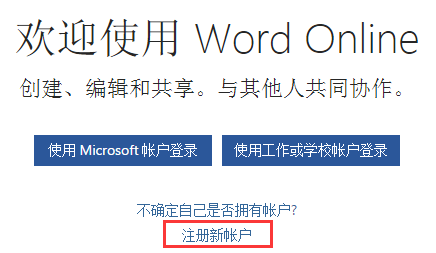 欢迎使用 Word Online
创建、编辑和共享。与其他人共同协作。
使用 Microsoft 帐户登录
使用工作或学校帐户登录
不确定自己是否拥有帐户?
注册新帐户